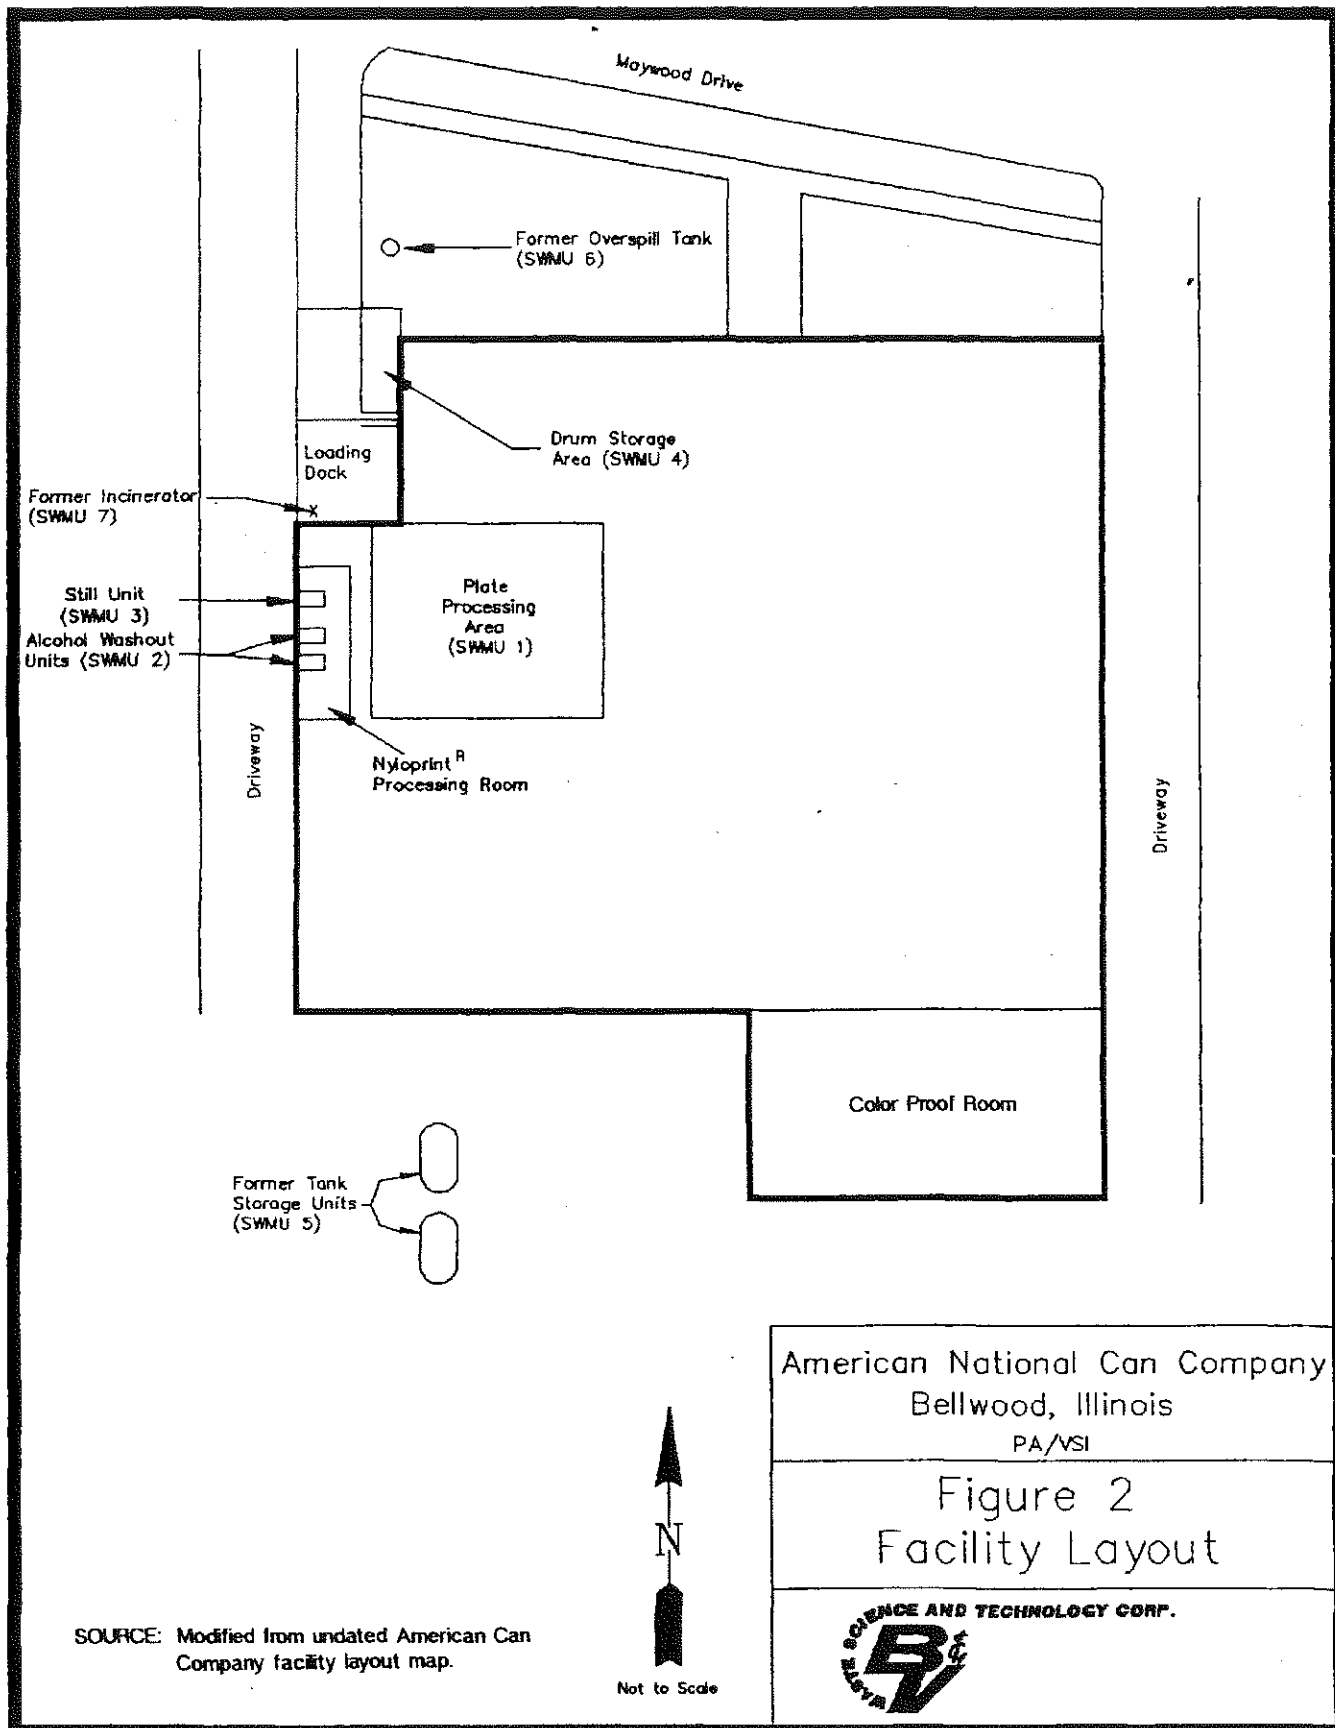 Maywood Drive
Former Overspill Tank
(SWMU 6)
Drum Storage
Area (SWMU 4)
Loading
Dock
Former Incinerator
(SWMU 7)
Still Unit
(SWMU 3)
Alcohol Washout
Units (SWMU 2)
Plate
Processing
Area
(SWMU 1)
Nyloprint R
Processing Room
Driveway
Driveway
Color Proof Room
Former Tank
Storage Units
(SWMU 5)
American National Can Company
Bellwood, Illinois
PA/VSI
Figure 2
Facility Layout
N
Not to Scale
SOURCE: Modified from undated American Can
Company facility layout map.
WASTE SCIENCE AND TECHNOLOGY CORP.
B&V